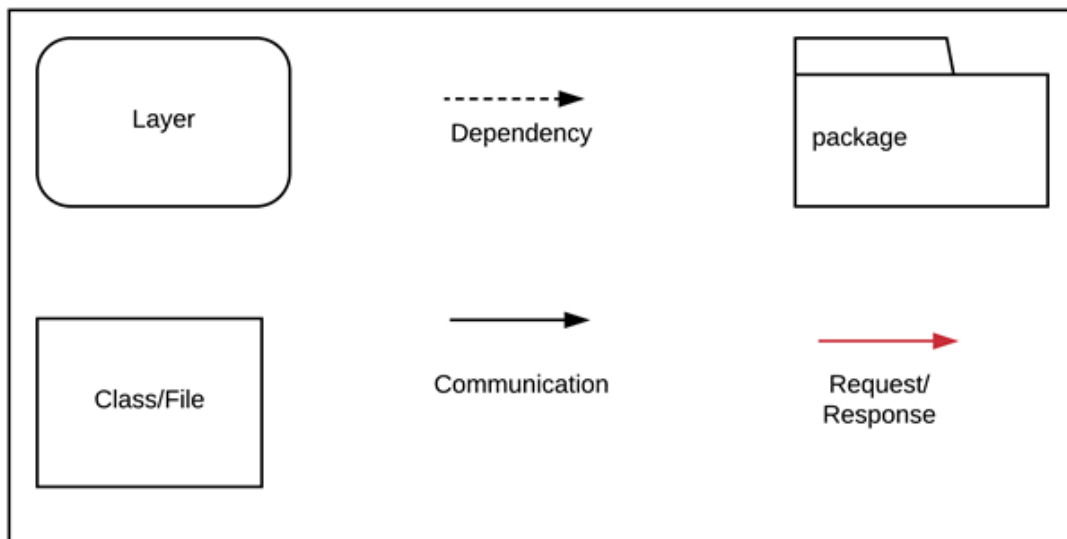 Layer
Dependency
package
Class/File
Communication
Request/
Response